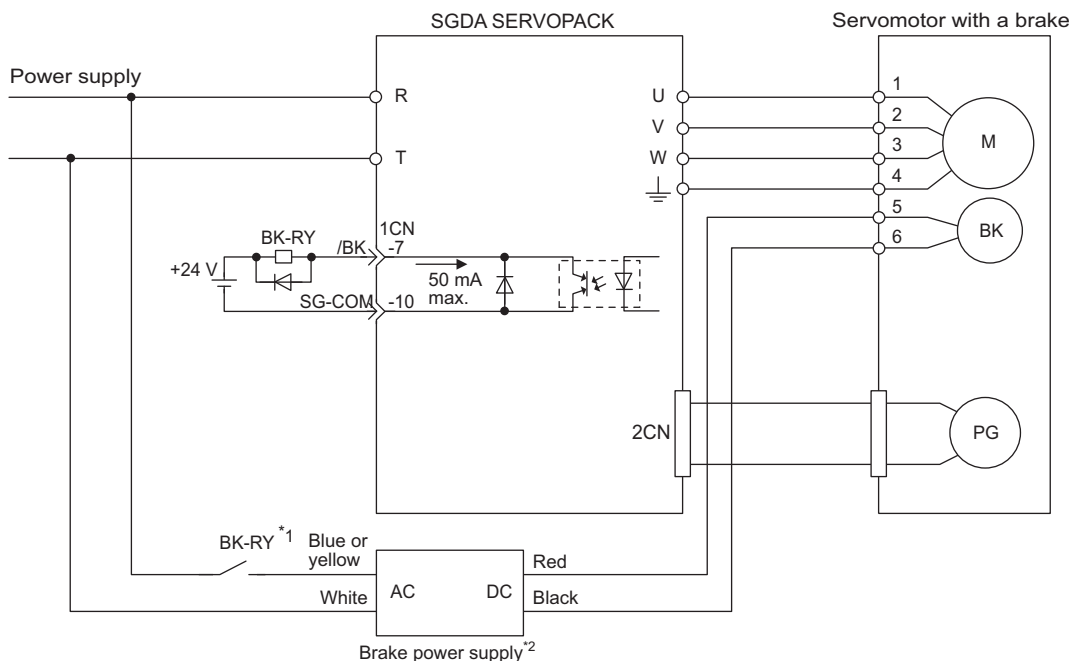 SGDA SERVOPACK
Servomotor with a brake
Power supply
R
U
1
V
2
M
T
W
3
4
1CN
5
BK-RY
/BK
-7
6
BK
+24 V
50 mA
max.
SG-COM
-10
2CN
PG
BK-RY *1
Blue or
yellow
Red
AC
DC
White
Black
Brake power supply*2